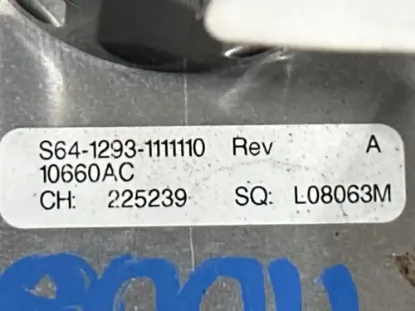 S64-1293-1111110 Rev A
10660AC
CH: 225239 SQ: L08063M